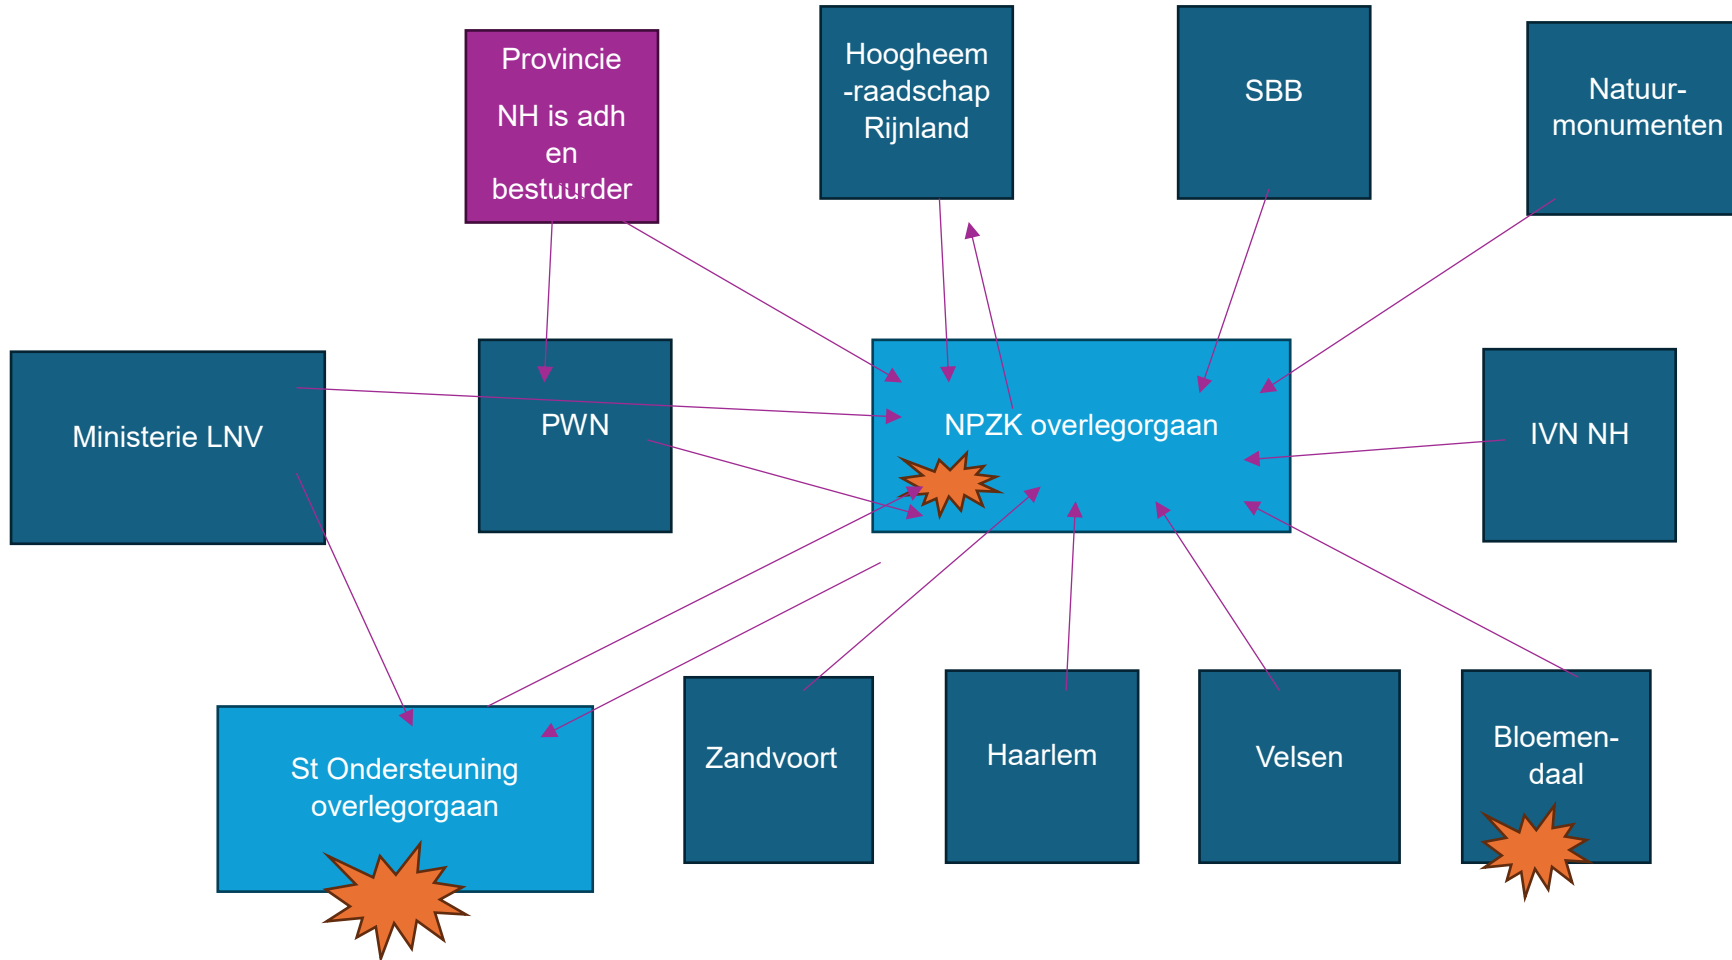 Provincie
NH is adh
en
bestuurder
Hoogheem
-raadschap
Rijnland
SBB
Natuur-
monumenten
Ministerie LNV
PWN
NPZK overlegorgaan
IVN NH
St Ondersteuning
overlegorgaan
Zandvoort
Haarlem
Velsen
Bloemen-
daal